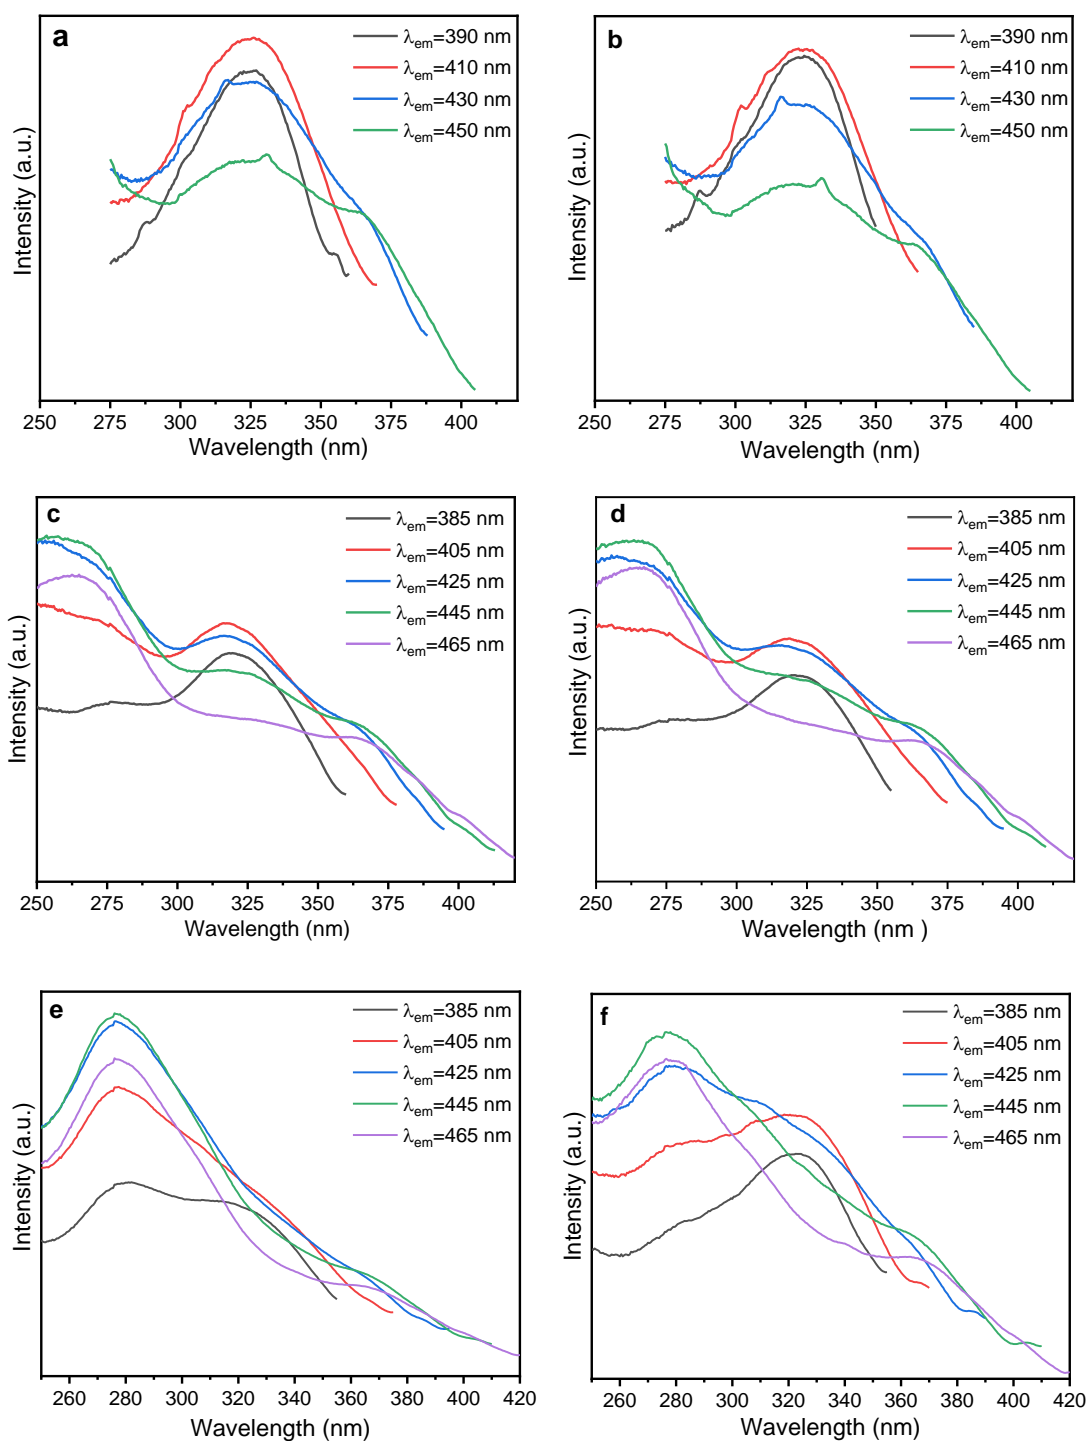 a
λem=390 nm
λem=410 nm
λem=430 nm
λem=450 nm
Intensity (a.u.)
250 275 300 325 350 375 400
Wavelength (nm)
b
λem=390 nm
λem=410 nm
λem=430 nm
λem=450 nm
Intensity (a.u.)
250 275 300 325 350 375 400
Wavelength (nm)
c
λem=385 nm
λem=405 nm
λem=425 nm
λem=445 nm
λem=465 nm
Intensity (a.u.)
250 275 300 325 350 375 400
Wavelength (nm)
d
λem=385 nm
λem=405 nm
λem=425 nm
λem=445 nm
λem=465 nm
Intensity (a.u.)
250 275 300 325 350 375 400
Wavelength (nm )
e
λem=385 nm
λem=405 nm
λem=425 nm
λem=445 nm
λem=465 nm
Intensity (a.u.)
260 280 300 320 340 360 380 400 420
Wavelength (nm)
f
λem=385 nm
λem=405 nm
λem=425 nm
λem=445 nm
λem=465 nm
Intensity (a.u.)
260 280 300 320 340 360 380 400 420
Wavelength (nm)